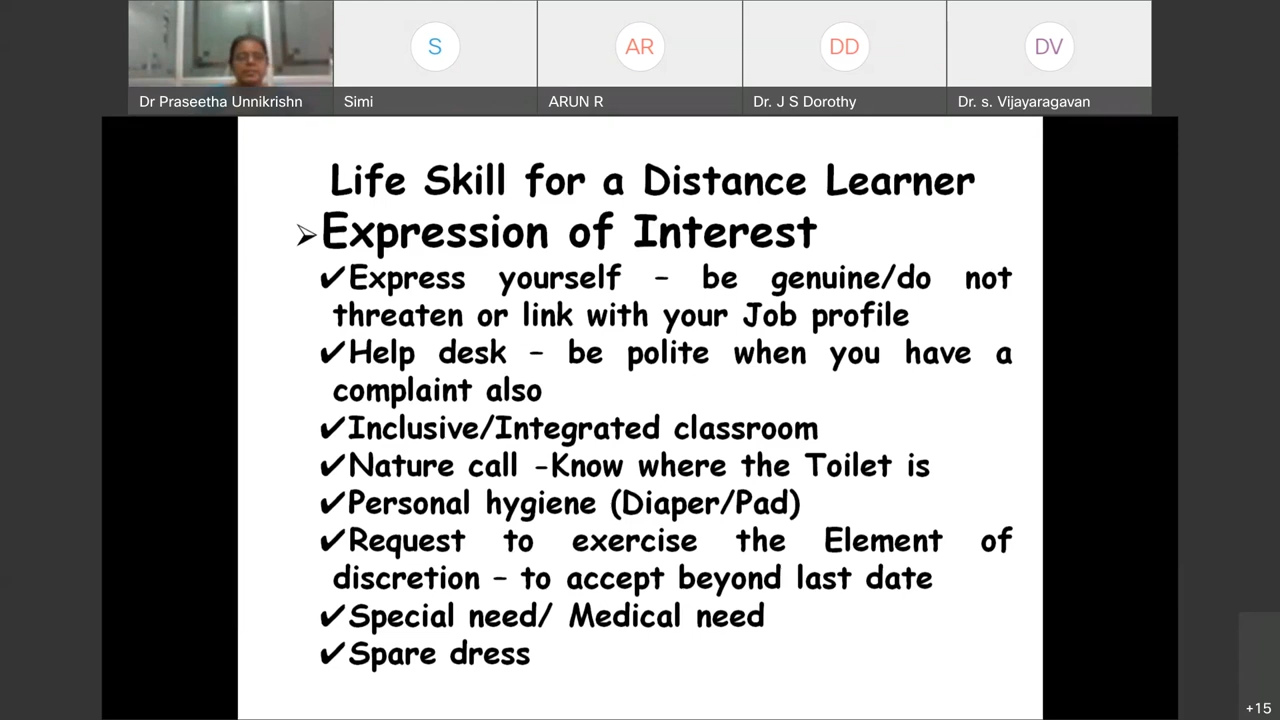 S
AR
DD
DV
Dr Praseetha Unnikrishn
Simi
ARUN R
Dr. J S Dorothy
Dr. s. Vijayaragavan
Life Skill for a Distance Learner
➢Expression of Interest
✔Express yourself – be genuine/do not
threaten or link with your Job profile
✔Help desk – be polite when you have a
complaint also
✔Inclusive/Integrated classroom
✔Nature call –Know where the Toilet is
✔Personal hygiene (Diaper/Pad)
✔Request to exercise the Element of
discretion – to accept beyond last date
✔Special need/ Medical need
✔Spare dress
+15